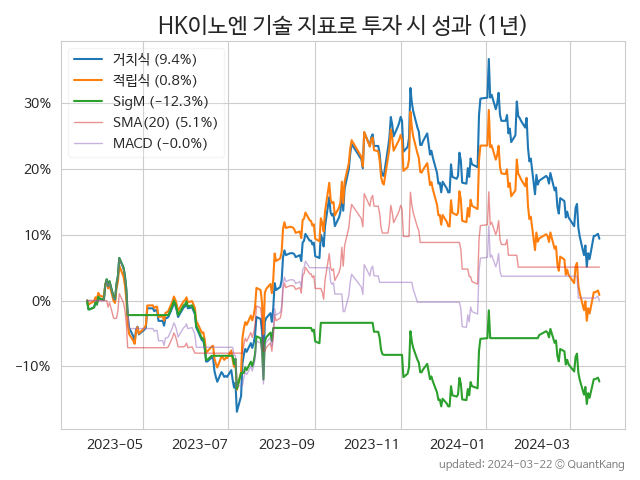 HK이노엔 기술 지표로 투자 시 성과 (1년)
거치식 (9.4%)
적립식 (0.8%)
SigM (−12.3%)
SMA(20) (5.1%)
MACD (−0.0%)
30%
20%
10%
0%
−10%
2023-05 2023-07 2023-09 2023-11 2024-01 2024-03
updated: 2024-03-22 © QuantKang